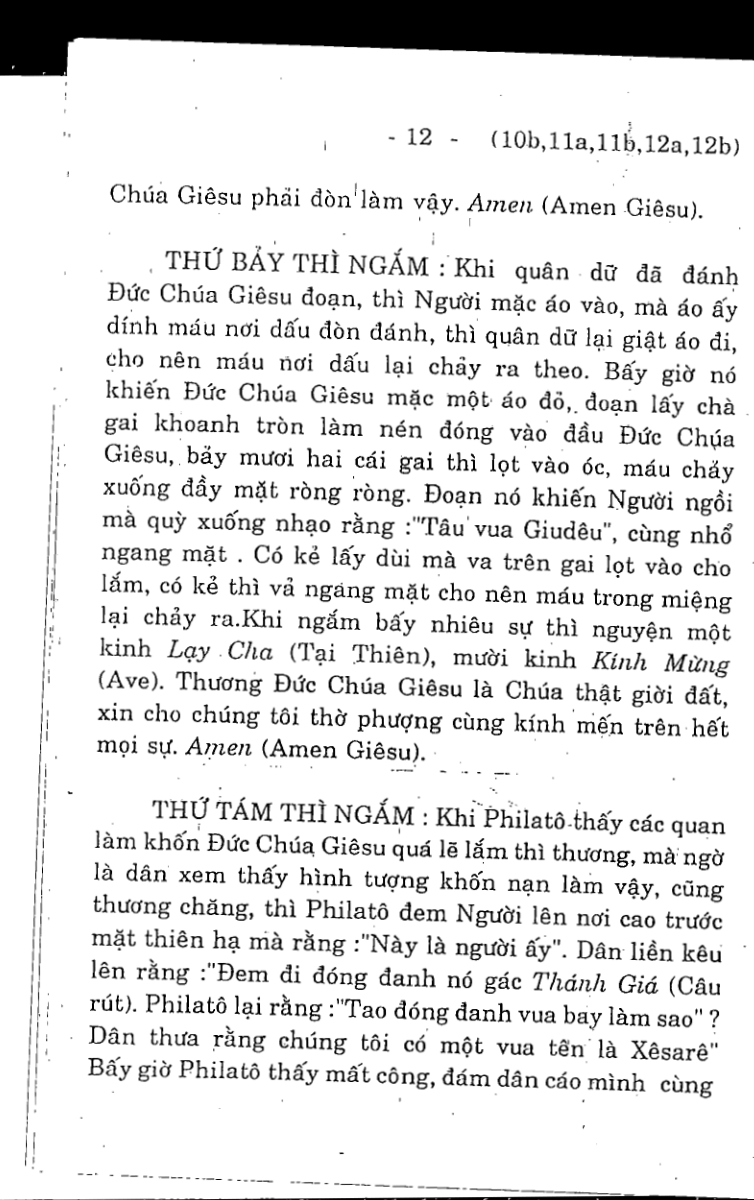 - 12 - (10b,11a,11b,12a,12b)
Chúa Giêsu phải đòn làm vậy. Amen (Amen Giêsu).
THỨ BẢY THÌ NGẮM : Khi quân dữ đã đánh
Đức Chúa Giêsu đoạn, thì Người mặc áo vào, mà áo ấy
dính máu nơi dấu đòn đánh, thì quân dữ lại giật áo đi,
cho nên máu nơi dấu lại chảy ra theo. Bấy giờ nó
khiến Đức Chúa Giêsu mặc một áo đỏ, đoạn lấy chà
gai khoanh tròn làm nén đóng vào đầu Đức Chúa
Giêsu, bảy mươi hai cái gai thì lọt vào óc, máu chảy
xuống đầy mặt ròng ròng. Đoạn nó khiến Người ngồi
mà quỳ xuống nhạo rằng :"Tâu vua Giudêu", cùng nhổ
ngang mặt . Có kẻ lấy dùi mà va trên gai lọt vào cho
lắm, có kẻ thì vả ngang mặt cho nên máu trong miệng
lại chảy ra.Khi ngắm bấy nhiêu sự thì nguyện một
kinh Lạy Cha (Tại Thiên), mười kinh Kính Mừng
(Ave). Thương Đức Chúa Giêsu là Chúa thật giời đất,
xin cho chúng tôi thờ phượng cùng kính mến trên hết
mọi sự. Amen (Amen Giêsu).
THỨ TÁM THÌ NGẮM : Khi Philatô thấy các quan
làm khốn Đức Chúa Giêsu quá lẽ lắm thì thương, mà ngờ
là dân xem thấy hình tượng khốn nạn làm vậy, cũng
thương chăng, thì Philatô đem Người lên nơi cao trước
mặt thiên hạ mà rằng :"Này là người ấy". Dân liền kêu
lên rằng :"Đem đi đóng đanh nó gác Thánh Giá (Câu
rút). Philatô lại rằng :"Tao đóng đanh vua bay làm sao" ?
Dân thưa rằng chúng tôi có một vua tên là Xêsarê"
Bấy giờ Philatô thấy mất công, đám dân cáo mình cùng